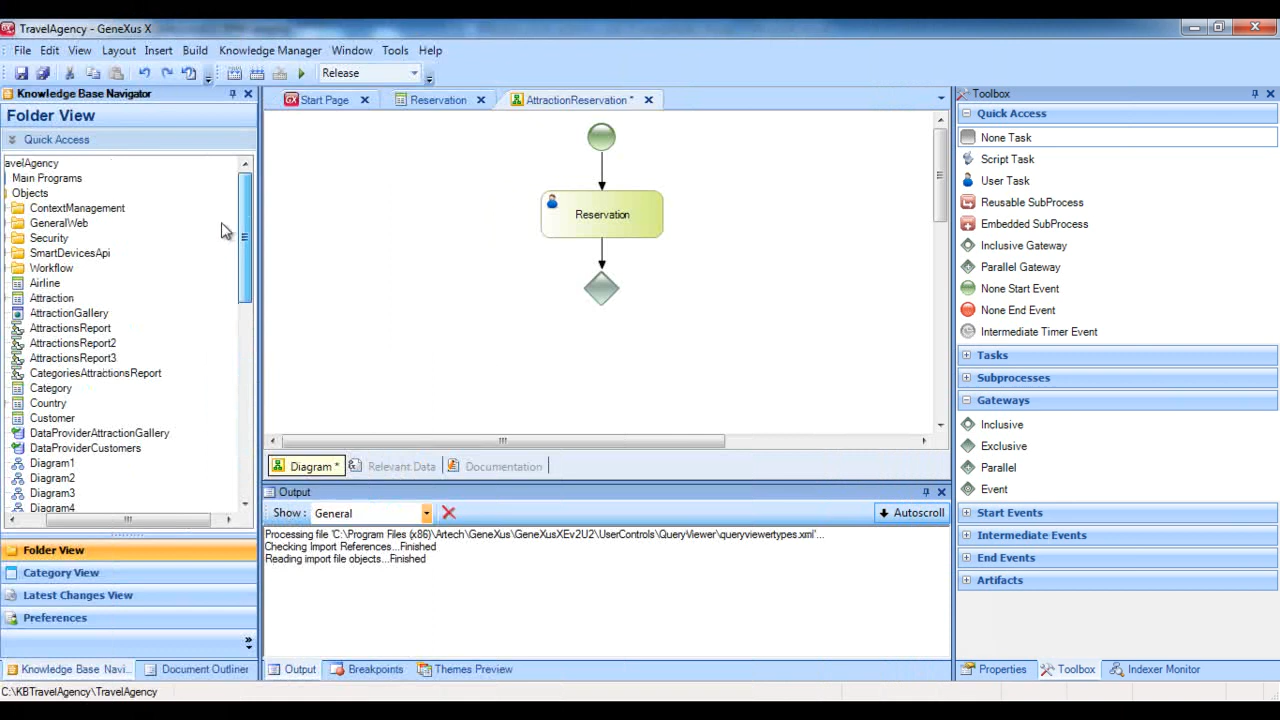 TravelAgency - GeneXus X
File Edit View Layout Insert Build Knowledge Manager Window Tools Help
Release
Knowledge Base Navigator
Folder View
Quick Access
avelAgency
Main Programs
Objects
ContextManagement
GeneralWeb
Security
SmartDevicesApi
Workflow
Airline
Attraction
AttractionGallery
AttractionsReport
AttractionsReport2
AttractionsReport3
CategoriesAttractionsReport
Category
Country
Customer
DataProviderAttractionGallery
DataProviderCustomers
Diagram1
Diagram2
Diagram3
Diagram4
Folder View
Category View
Latest Changes View
Preferences
Knowledge Base Navi... Document Outliner
Start Page Reservation AttractionReservation *
Reservation
Diagram * Relevant Data Documentation
Output
Show: General Autoscroll
Processing file 'C:\Program Files (x86)\Artech\GeneXus\GeneXusXEv2U2\UserControls\QueryViewer\queryviewertypes.xml'...
Checking Import References...Finished
Reading import file objects...Finished
Output Breakpoints Themes Preview
Toolbox
Quick Access
None Task
Script Task
User Task
Reusable SubProcess
Embedded SubProcess
Inclusive Gateway
Parallel Gateway
None Start Event
None End Event
Intermediate Timer Event
Tasks
Subprocesses
Gateways
Inclusive
Exclusive
Parallel
Event
Start Events
Intermediate Events
End Events
Artifacts
Properties Toolbox Indexer Monitor
C:\KBTravelAgency\TravelAgency